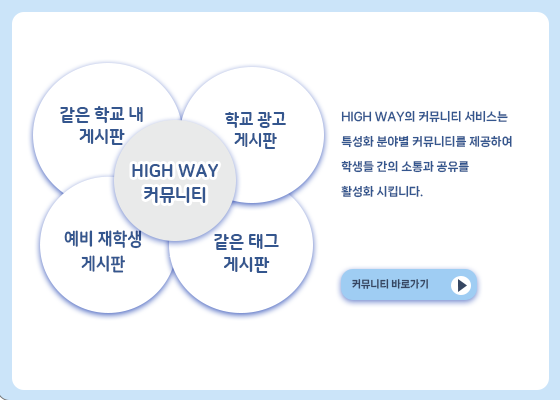 같은 학교 내
게시판
학교 광고
게시판
HIGH WAY
커뮤니티
예비 재학생
게시판
같은 태그
게시판
HIGH WAY의 커뮤니티 서비스는
특성화 분야별 커뮤니티를 제공하여
학생들 간의 소통과 공유를
활성화 시킵니다.
커뮤니티 바로가기